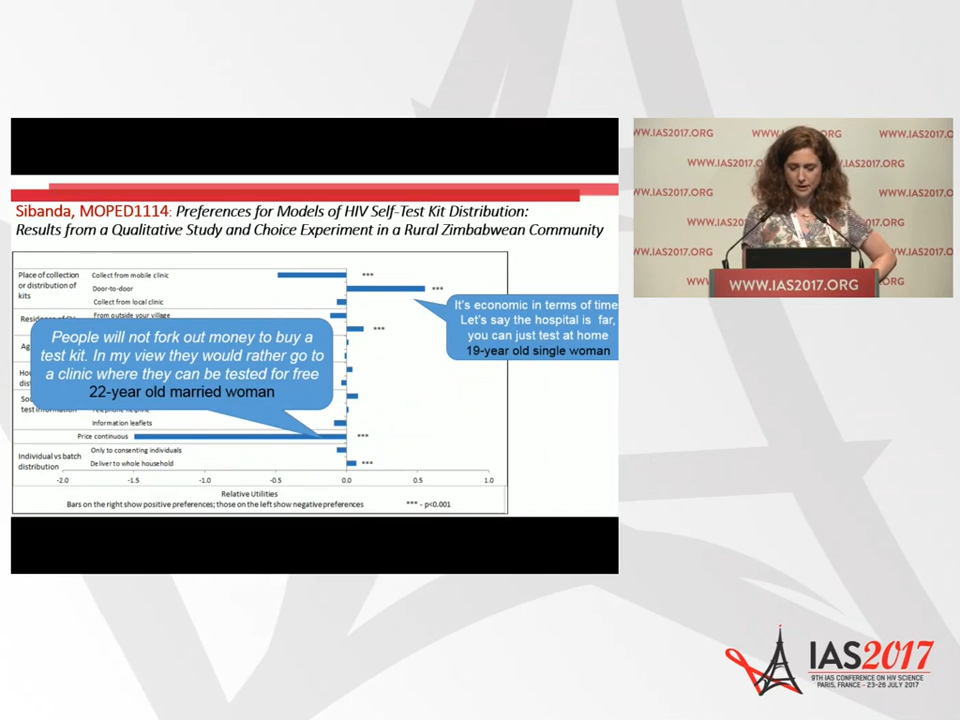 Sibanda, MOPED1114: Preferences for Models of HIV Self-Test Kit Distribution:
Results from a Qualitative Study and Choice Experiment in a Rural Zimbabwean Community
Place of collection
or distribution of
kits
Collect from mobile clinic
***
Door-to-door
***
Collect from local clinic
From outside your village
***
It's economic in terms of time
Let's say the hospital is far,
you can just test at home
19-year old single woman
People will not fork out money to buy a
test kit. In my view they would rather go to
a clinic where they can be tested for free
22-year old married woman
Information leaflets
Price continuous
***
Individual vs batch
distribution
Only to consenting individuals
Deliver to whole household
***
-2.0 -1.5 -1.0 -0.5 0.0 0.5 1.0
Relative Utilities
Bars on the right show positive preferences; those on the left show negative preferences
*** - p<0.001
WW.IAS2017.ORG WWW.IAS2017.ORG WWW.IAS2017.O
WWW.IAS2017.ORG
WWW.IAS2017.ORG
IAS2017
9TH IAS CONFERENCE ON HIV SCIENCE
PARIS, FRANCE - 23-26 JULY 2017